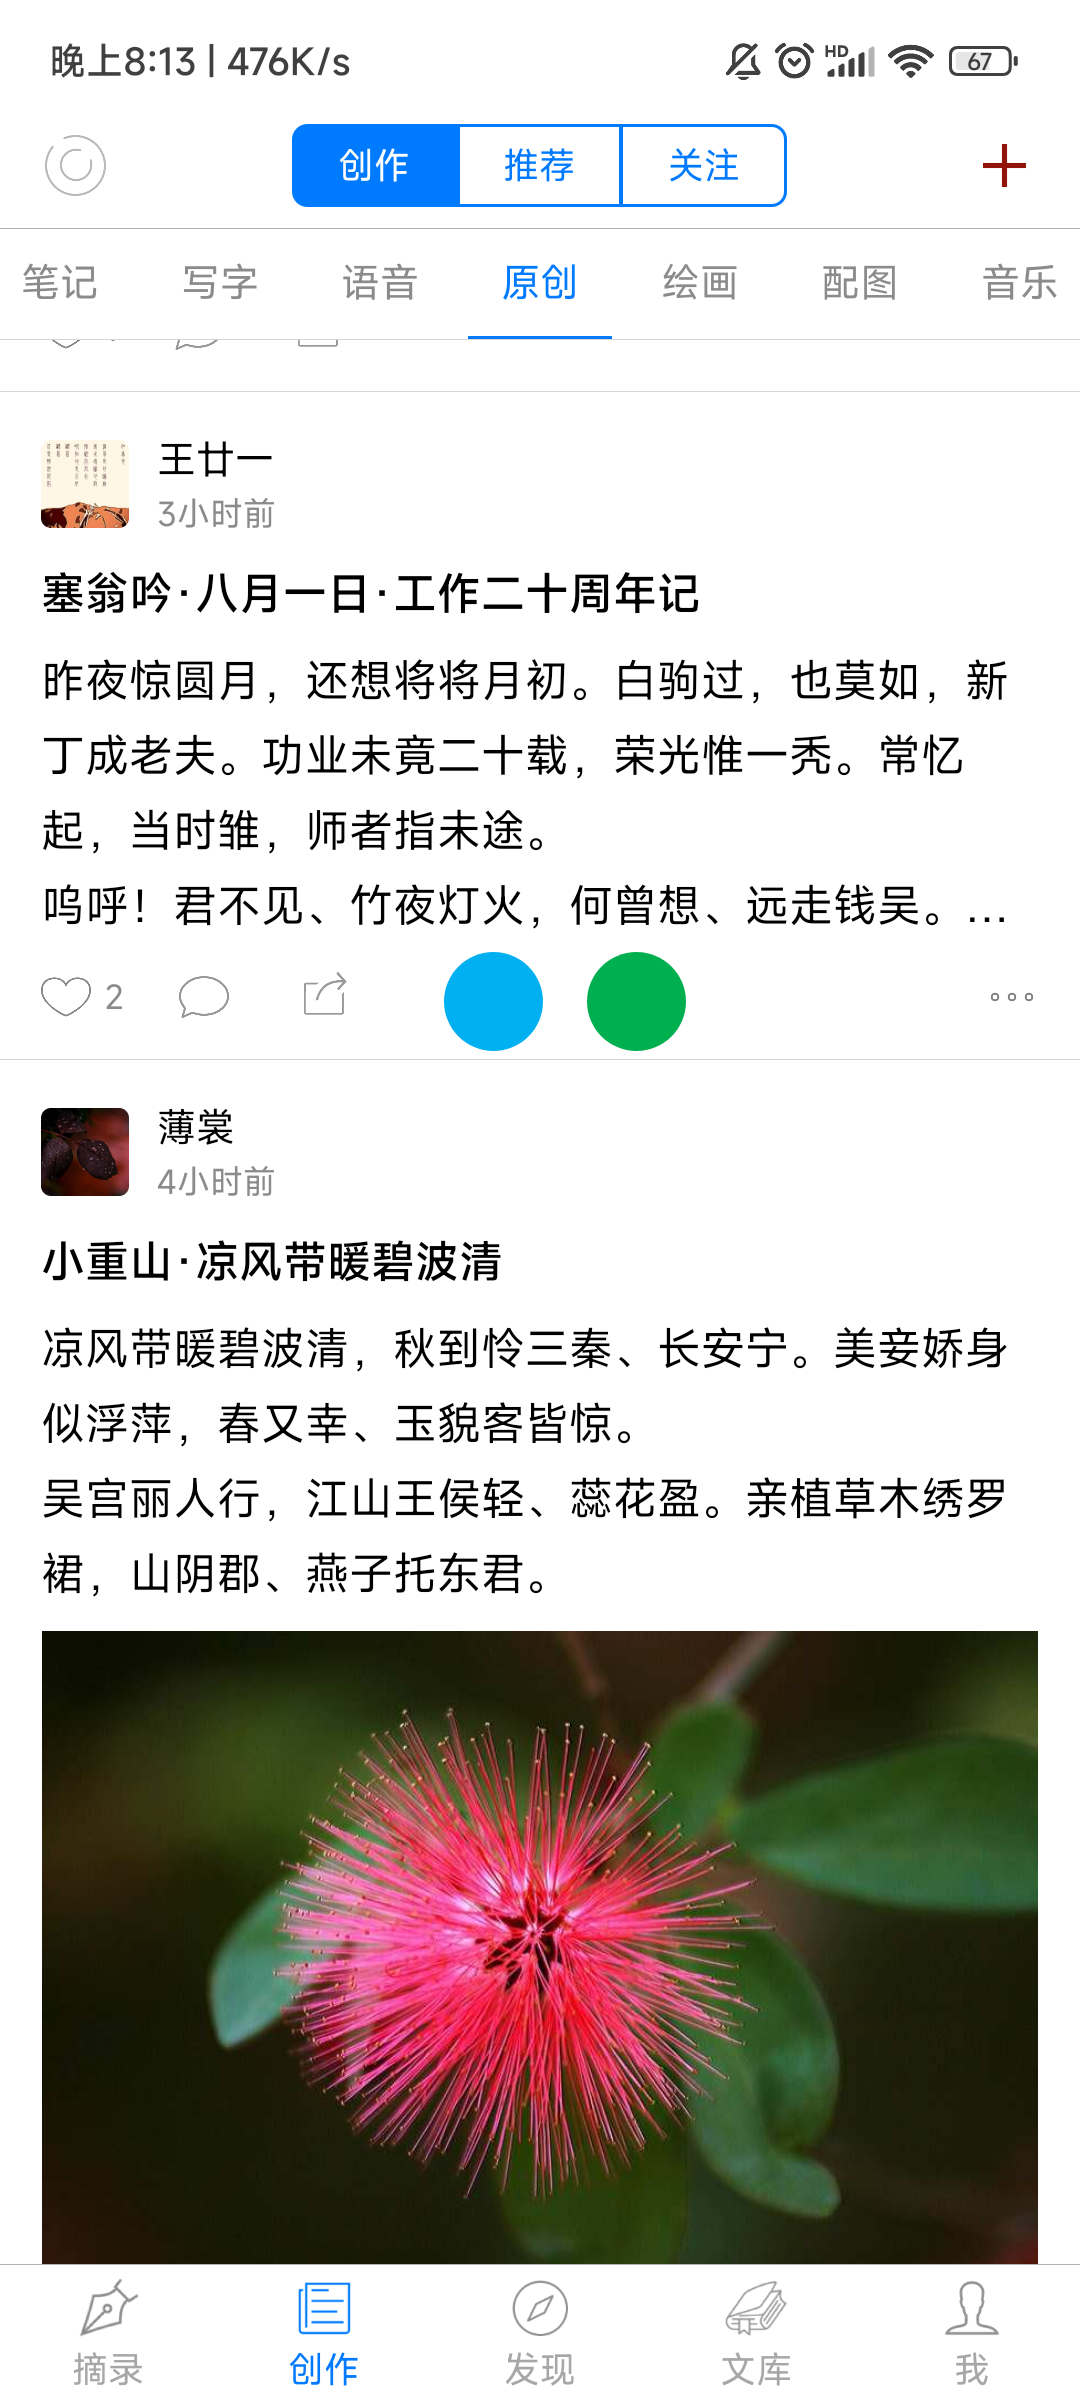 晚上8:13 | 476K/s
HD
67
创作 推荐 关注
笔记 写字 语音 原创 绘画 配图 音乐
王廿一
3小时前
塞翁吟·八月一日·工作二十周年记
昨夜惊圆月，还想将将月初。白驹过，也莫如，新
丁成老夫。功业未竟二十载，荣光惟一秃。常忆
起，当时雏，师者指未途。
呜呼！君不见、竹夜灯火，何曾想、远走钱吴。...
2
薄裳
4小时前
小重山·凉风带暖碧波清
凉风带暖碧波清，秋到怜三秦、长安宁。美妾娇身
似浮萍，春又幸、玉貌客皆惊。
吴宫丽人行，江山王侯轻、蕊花盈。亲植草木绣罗
裙，山阴郡、燕子托东君。
摘录 创作 发现 文库 我